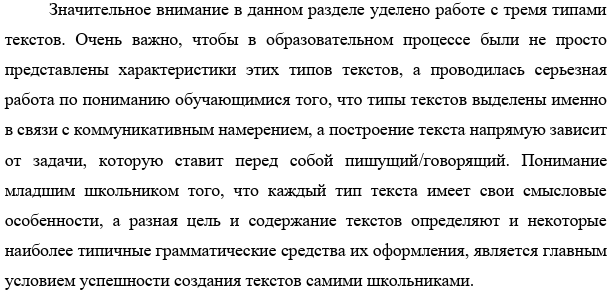 Значительное внимание в данном разделе уделено работе с тремя типами
текстов. Очень важно, чтобы в образовательном процессе были не просто
представлены характеристики этих типов текстов, а проводилась серьезная
работа по пониманию обучающимися того, что типы текстов выделены именно
в связи с коммуникативным намерением, а построение текста напрямую зависит
от задачи, которую ставит перед собой пишущий/говорящий. Понимание
младшим школьником того, что каждый тип текста имеет свои смысловые
особенности, а разная цель и содержание текстов определяют и некоторые
наиболее типичные грамматические средства их оформления, является главным
условием успешности создания текстов самими школьниками.